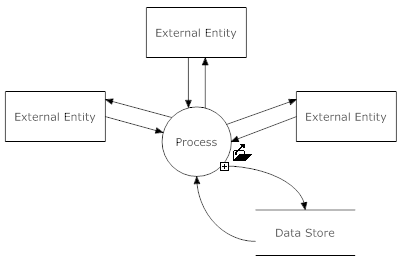 External Entity
External Entity
External Entity
Process
Data Store